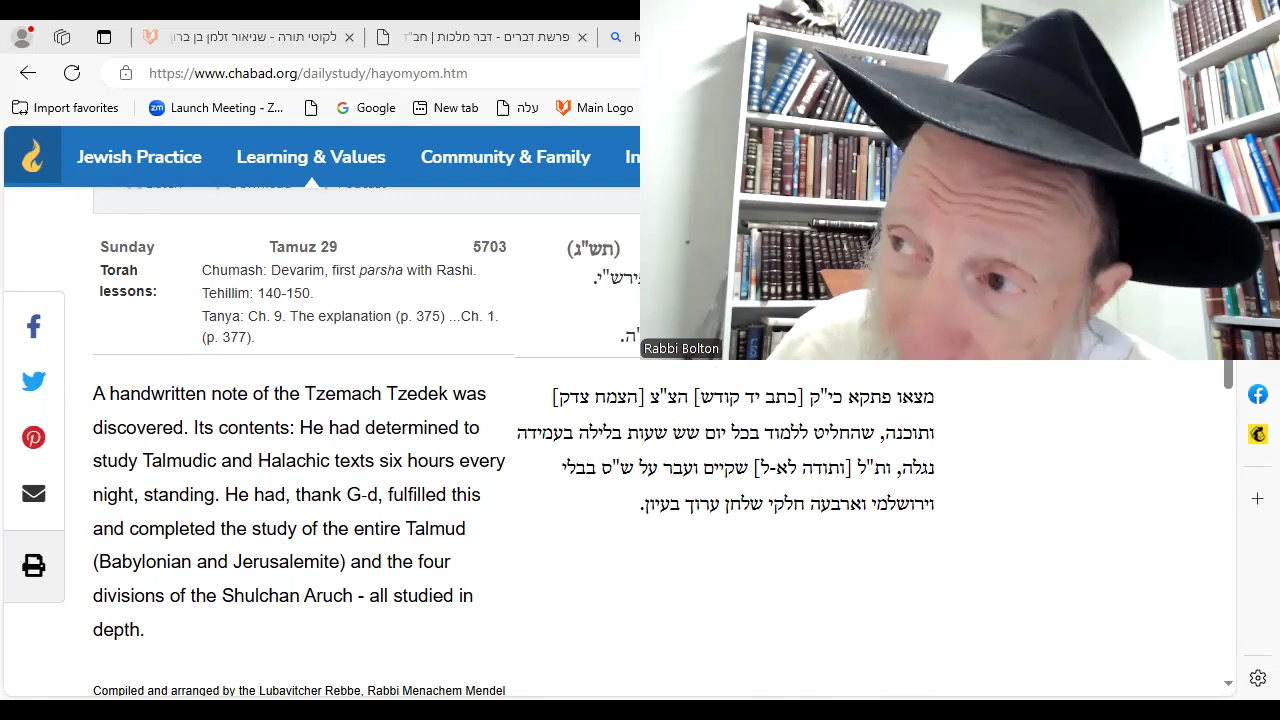 לקוטי תורה - שניאור זלמן בן ברוך
פרשת דברים - דבר מלכות | חב"ד
https://www.chabad.org/dailystudy/hayomyom.htm
Import favorites
Launch Meeting - Z...
Google
New tab
עלה
Main Logo
Jewish Practice
Learning & Values
Community & Family
In
Sunday Tamuz 29 5703
Torah lessons:
Chumash: Devarim, first parsha with Rashi.
Tehillim: 140-150.
Tanya: Ch. 9. The explanation (p. 375) ...Ch. 1.
(p. 377).
(תש"ג)
פירש"י.
ה".
A handwritten note of the Tzemach Tzedek was
discovered. Its contents: He had determined to
study Talmudic and Halachic texts six hours every
night, standing. He had, thank G-d, fulfilled this
and completed the study of the entire Talmud
(Babylonian and Jerusalemite) and the four
divisions of the Shulchan Aruch - all studied in
depth.
מצאו פתקא כי"ק [כתב יד קודש] הצ"צ [הצמח צדק]
ותוכנה, שהחליט ללמוד בכל יום שש שעות בלילה בעמידה
נגלה, ות"ל [ותודה לא-ל] שקיים ועבר על ש"ס בבלי
וירושלמי וארבעה חלקי שלחן ערוך בעיון.
Compiled and arranged by the Lubavitcher Rebbe, Rabbi Menachem Mendel
Rabbi Bolton